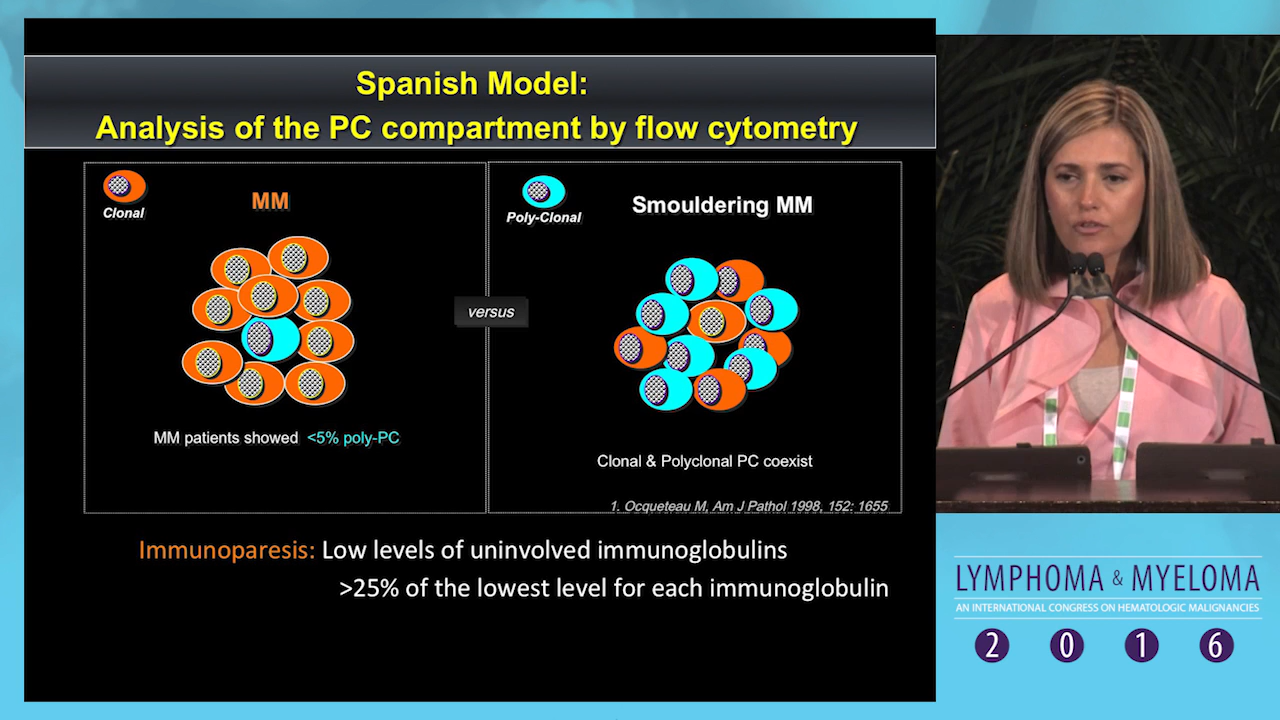 Spanish Model:
Analysis of the PC compartment by flow cytometry
Clonal
MM
MM patients showed <5% poly-PC
versus
Poly-Clonal
Smouldering MM
Clonal & Polyclonal PC coexist
1. Ocqueteau M, Am J Pathol 1998, 152: 1655
Immunoparesis: Low levels of uninvolved immunoglobulins
>25% of the lowest level for each immunoglobulin
LYMPHOMA & MYELOMA
AN INTERNATIONAL CONGRESS ON HEMATOLOGIC MALIGNANCIES
2 0 1 6